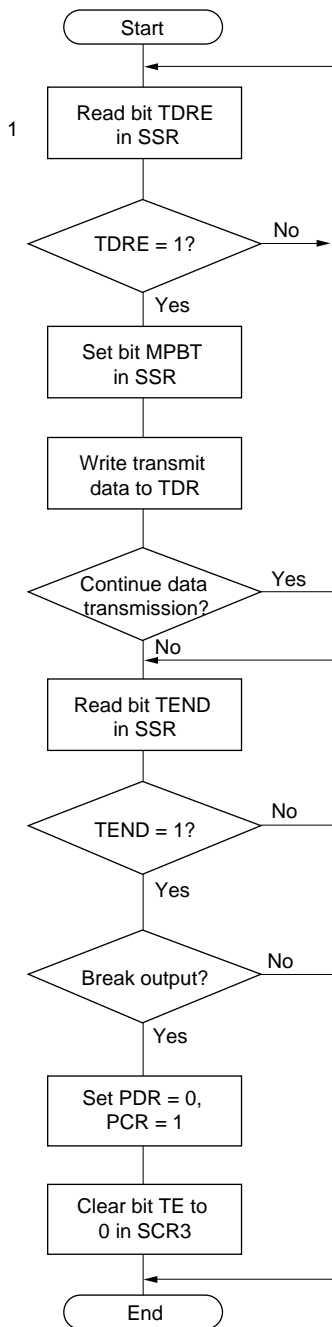 Start
1
Read bit TDRE
in SSR
TDRE = 1?
No
Yes
Set bit MPBT
in SSR
Write transmit
data to TDR
Continue data
transmission?
Yes
No
Read bit TEND
in SSR
TEND = 1?
No
Yes
Break output?
No
Yes
Set PDR = 0,
PCR = 1
Clear bit TE to
0 in SCR3
End